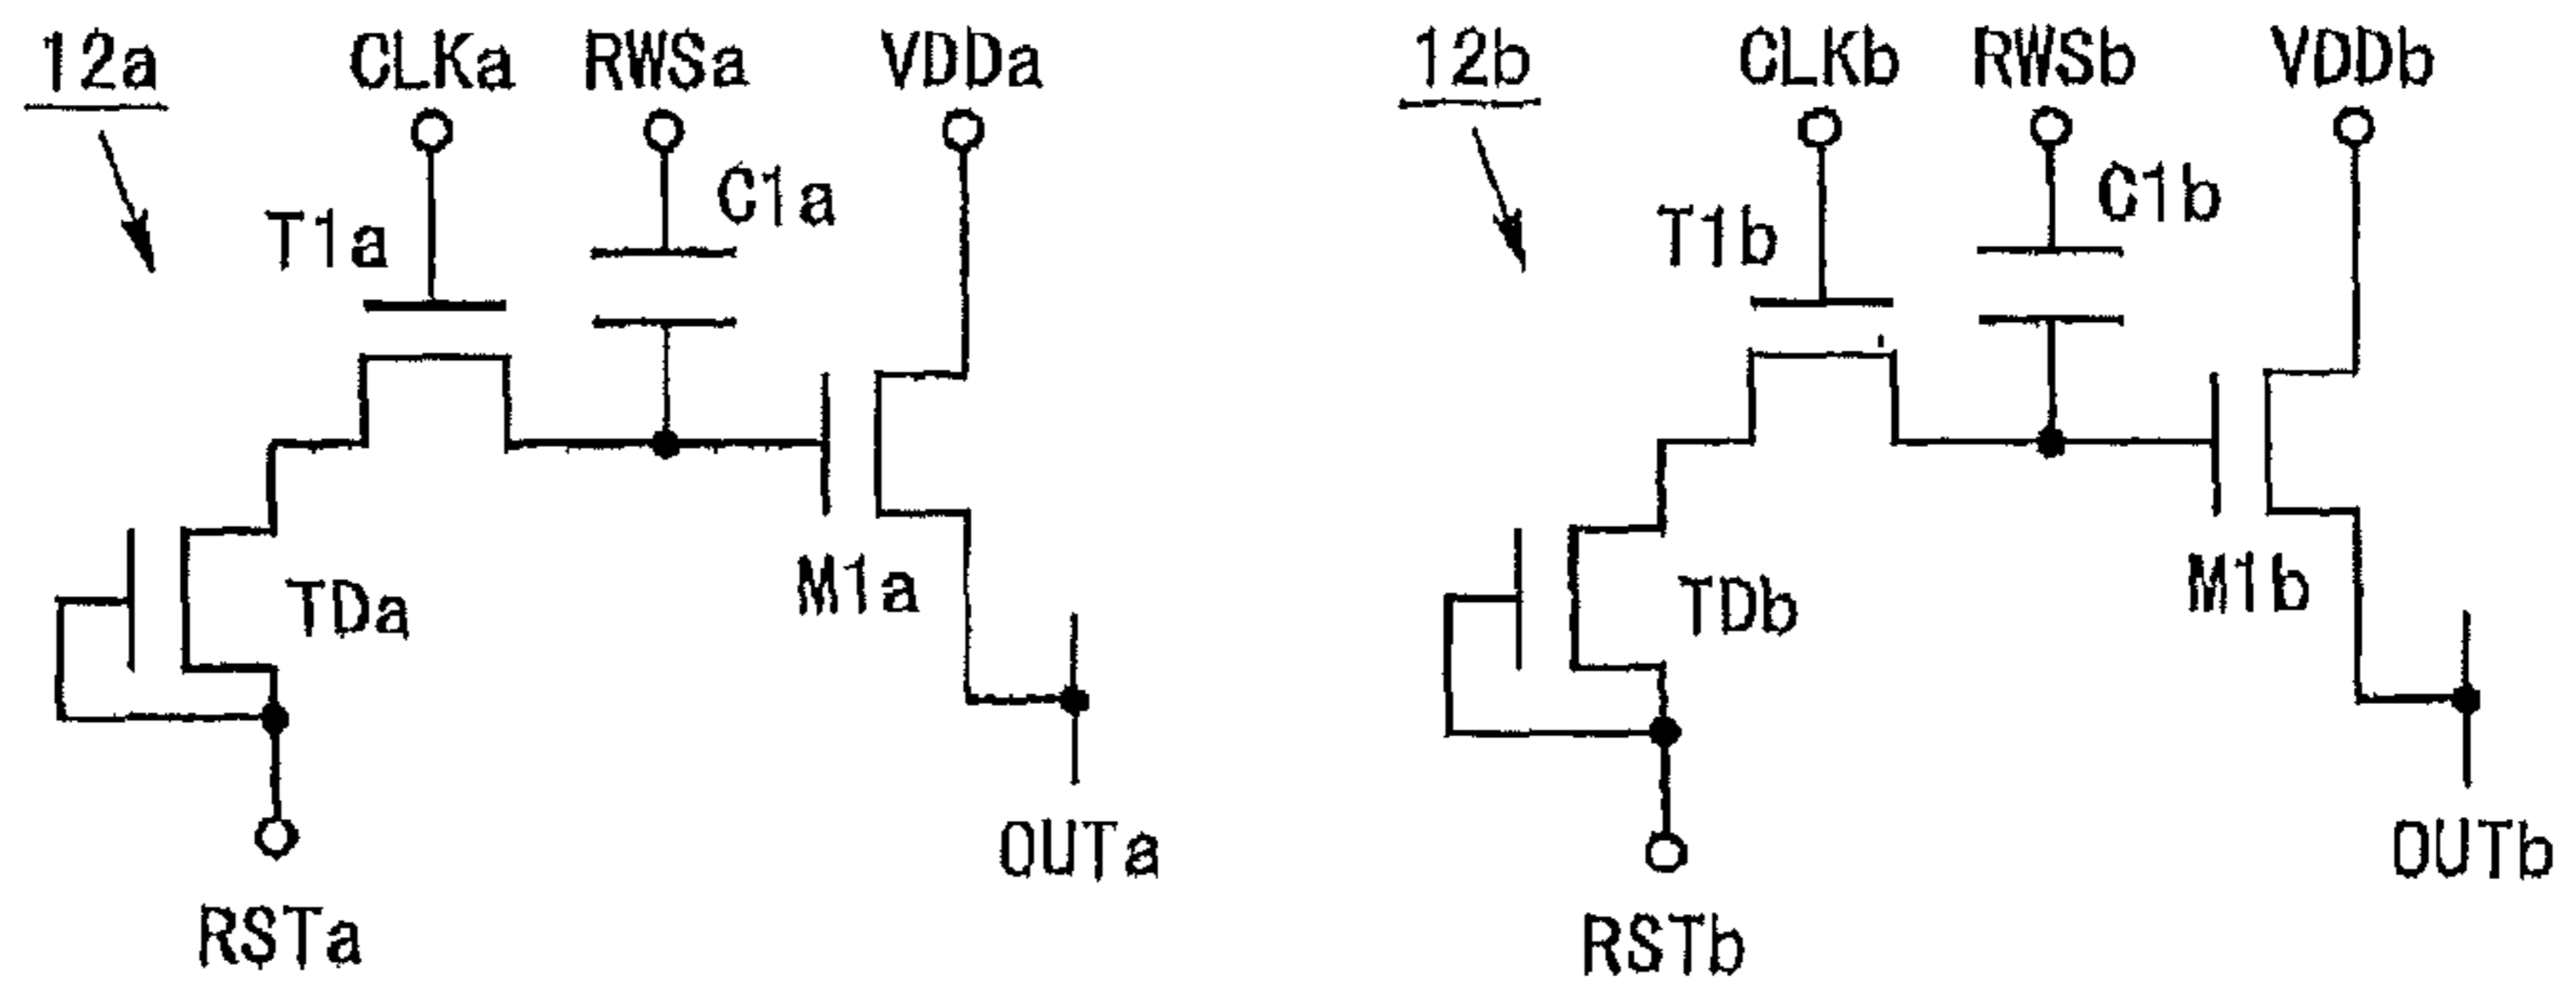 12a CLKa RWSa VDDa
T1a C1a
TDa M1a
OUTa
RSTa
12b CLKb RWSb VDDb
T1b C1b
TDb M1b
OUTb
RSTb